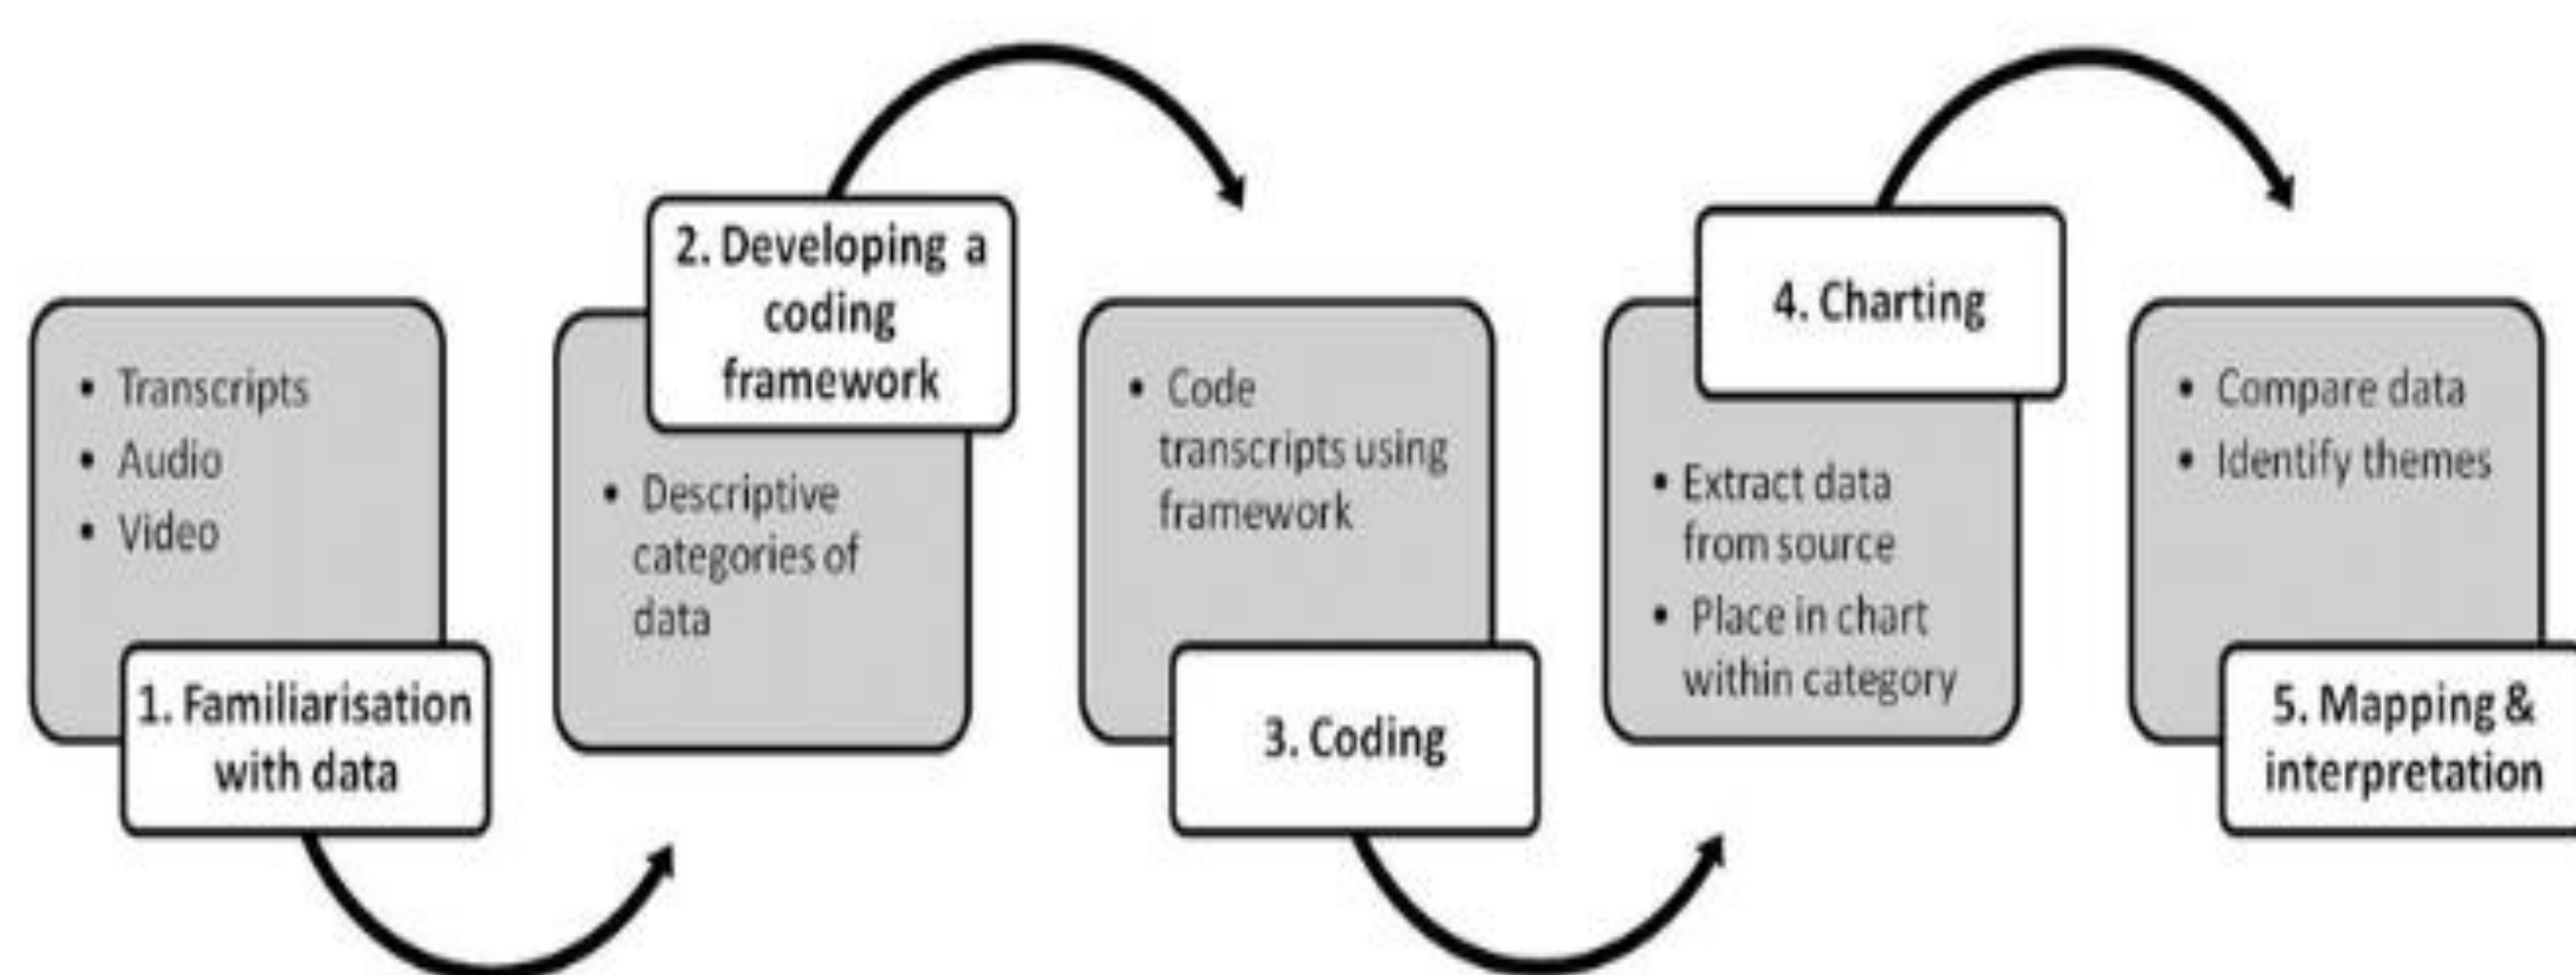 • Transcripts
• Audio
• Video
1. Familiarisation
with data
2. Developing a
coding
framework
• Descriptive
categories of
data
• Code
transcripts using
framework
3. Coding
4. Charting
• Extract data
from source
• Place in chart
within category
• Compare data
• Identify themes
5. Mapping &
interpretation